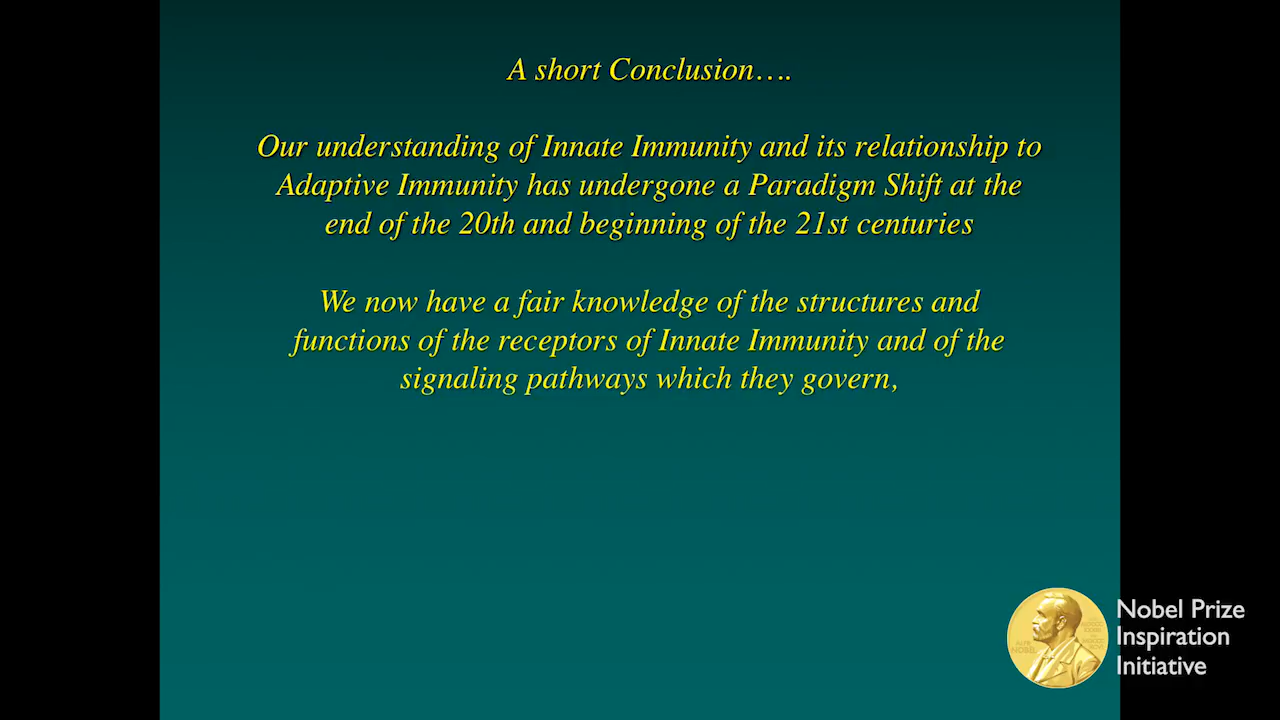 A short Conclusion….
Our understanding of Innate Immunity and its relationship to
Adaptive Immunity has undergone a Paradigm Shift at the
end of the 20th and beginning of the 21st centuries
We now have a fair knowledge of the structures and
functions of the receptors of Innate Immunity and of the
signaling pathways which they govern,
Nobel Prize
Inspiration
Initiative